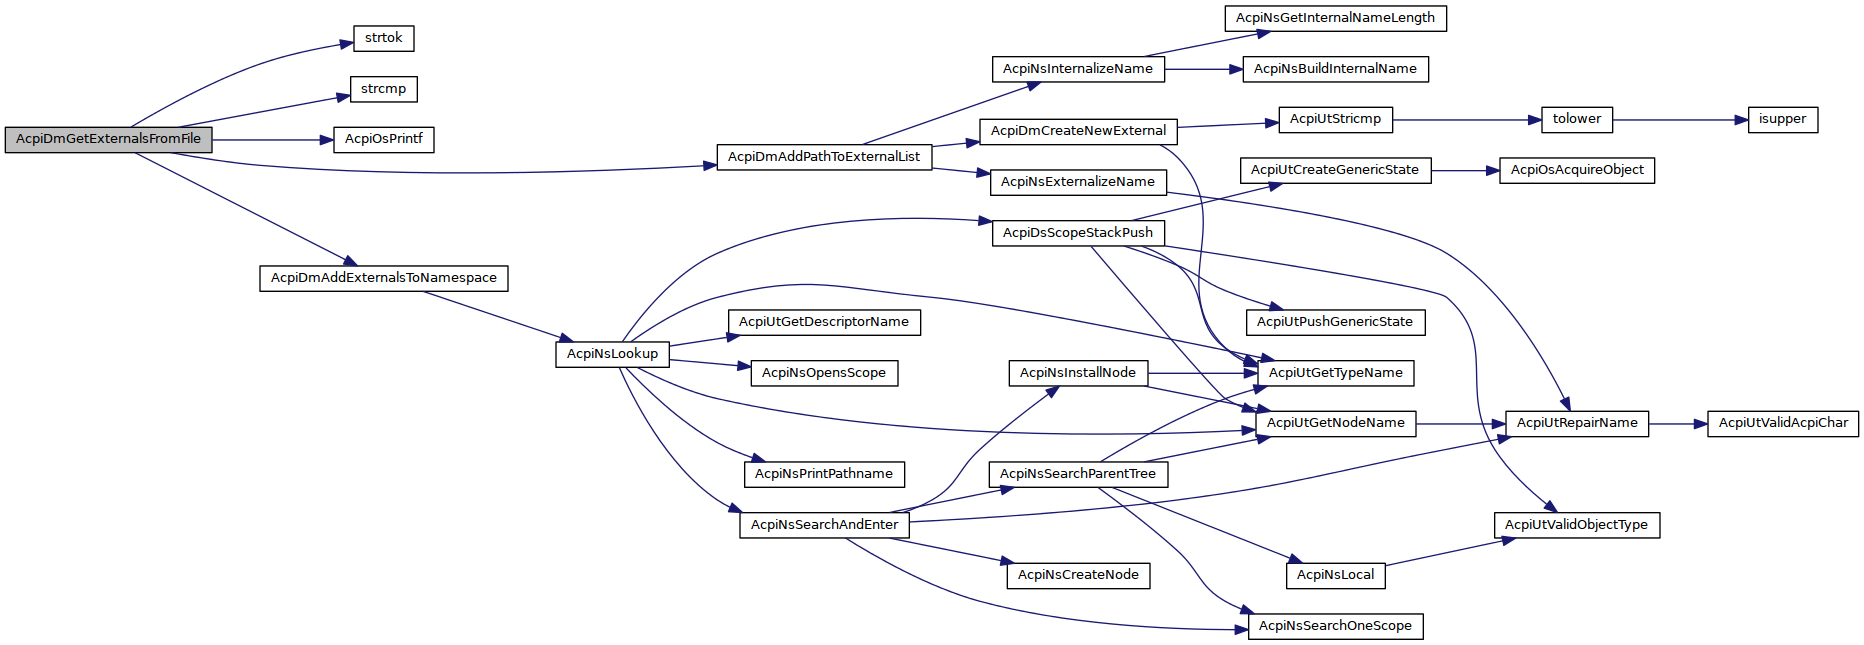 AcpiDmGetExternalsFromFile
strtok
strcmp
AcpiOsPrintf
AcpiDmAddPathToExternalList
AcpiDmAddExternalsToNamespace
AcpiNsInternalizeName
AcpiNsGetInternalNameLength
AcpiNsBuildInternalName
AcpiDmCreateNewExternal
AcpiUtStricmp
tolower
isupper
AcpiNsExternalizeName
AcpiUtCreateGenericState
AcpiOsAcquireObject
AcpiDsScopeStackPush
AcpiUtPushGenericState
AcpiNsLookup
AcpiUtGetDescriptorName
AcpiNsOpensScope
AcpiNsInstallNode
AcpiUtGetTypeName
AcpiUtGetNodeName
AcpiUtRepairName
AcpiUtValidAcpiChar
AcpiNsPrintPathname
AcpiNsSearchParentTree
AcpiNsSearchAndEnter
AcpiUtValidObjectType
AcpiNsCreateNode
AcpiNsLocal
AcpiNsSearchOneScope